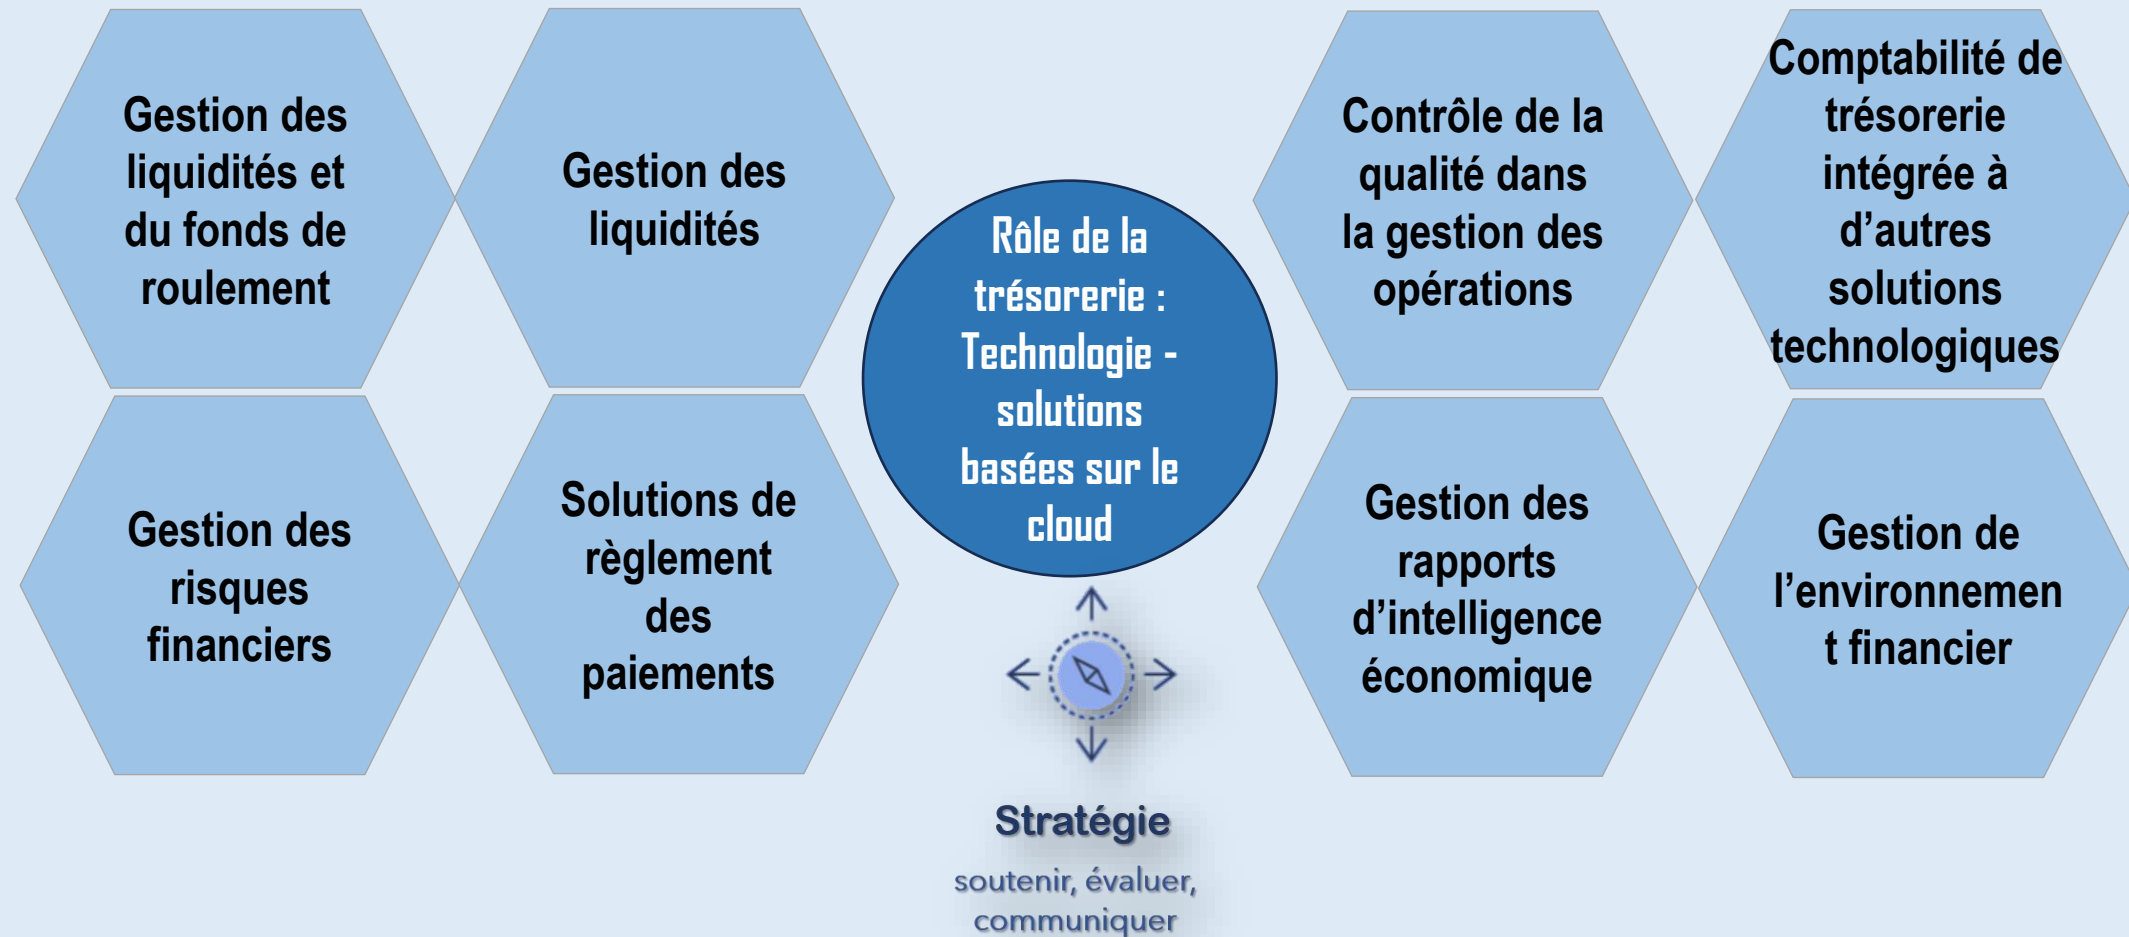 Gestion des
liquidités et
du fonds de
roulement
Gestion des
liquidités
Rôle de la
trésorerie :
Technologie -
solutions
basées sur le
cloud
Contrôle de la
qualité dans
la gestion des
opérations
Comptabilité de
trésorerie
intégrée à
d’autres
solutions
technologiques
Gestion des
risques
financiers
Solutions de
règlement
des
paiements
Gestion des
rapports
d’intelligence
économique
Gestion de
l’environnemen
t financier
Stratégie
soutenir, évaluer,
communiquer